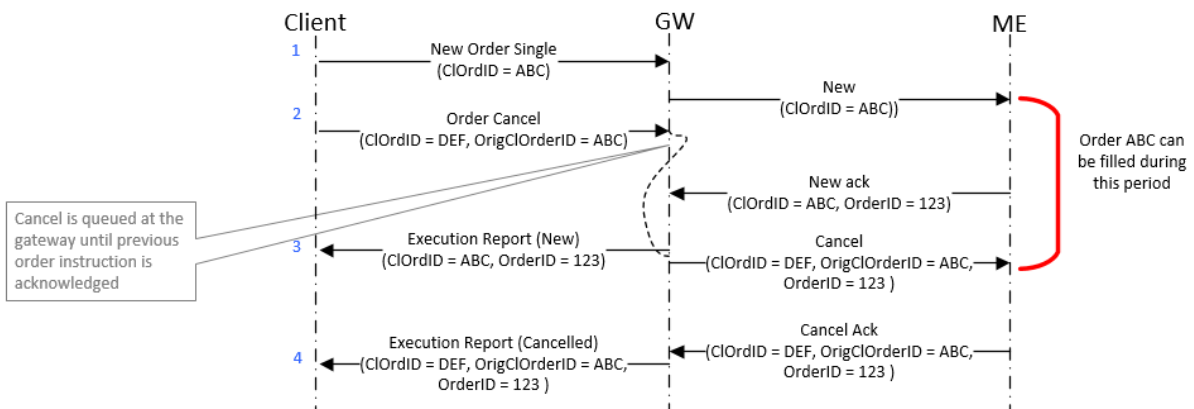 Client
GW
ME
1
New Order Single
(ClOrdID = ABC)
New
(ClOrdID = ABC))
2
Order Cancel
(ClOrdID = DEF, OrigClOrderID = ABC)
Order ABC can
be filled during
this period
New ack
(ClOrdID = ABC, OrderID = 123)
Cancel is queued at the
gateway until previous
order instruction is
acknowledged
3
Execution Report (New)
(ClOrdID = ABC, OrderID = 123)
Cancel
(ClOrdID = DEF, OrigClOrderID = ABC,
OrderID = 123 )
4
Execution Report (Cancelled)
(ClOrdID = DEF, OrigClOrderID = ABC,
OrderID = 123 )
Cancel Ack
(ClOrdID = DEF, OrigClOrderID = ABC,
OrderID = 123 )